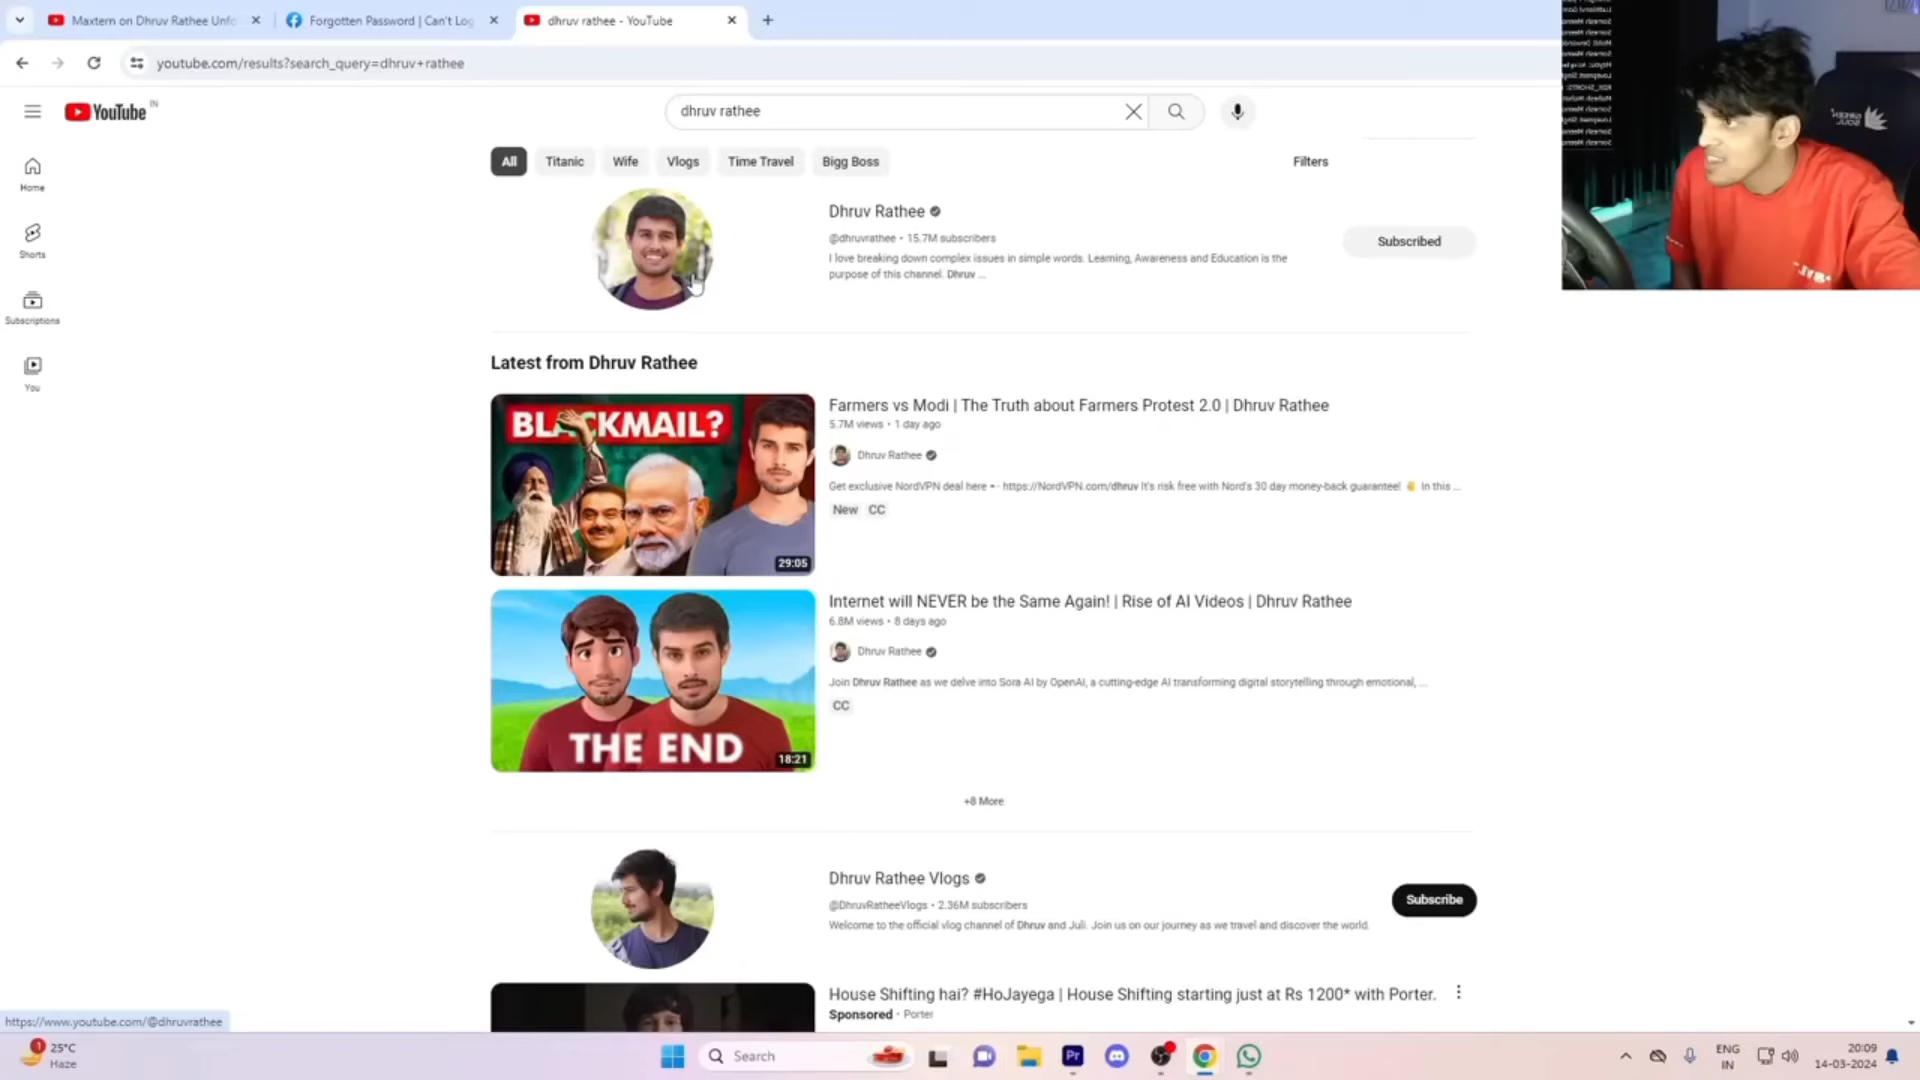 Maxtern on Dhruv Rathee Unfo
Forgotten Password | Can't Log
dhruv rathee - YouTube
youtube.com/results?search_query=dhruv+rathee
YouTube IN
dhruv rathee
Home
Shorts
Subscriptions
You
All Titanic Wife Vlogs Time Travel Bigg Boss Filters
Dhruv Rathee
@dhruvrathee • 15.7M subscribers
I love breaking down complex issues in simple words. Learning, Awareness and Education is the
purpose of this channel. Dhruv ...
Subscribed
Latest from Dhruv Rathee
BLACKMAIL?
29:05
Farmers vs Modi | The Truth about Farmers Protest 2.0 | Dhruv Rathee
5.7M views • 1 day ago
Dhruv Rathee
Get exclusive NordVPN deal here https://NordVPN.com/dhruv It's risk free with Nord's 30 day money-back guarantee! ✌ In this ...
New CC
THE END
18:21
Internet will NEVER be the Same Again! | Rise of AI Videos | Dhruv Rathee
6.8M views • 8 days ago
Dhruv Rathee
Join Dhruv Rathee as we delve into Sora AI by OpenAI, a cutting-edge AI transforming digital storytelling through emotional, ...
CC
+8 More
Dhruv Rathee Vlogs
@DhruvRatheeVlogs • 2.36M subscribers
Welcome to the official vlog channel of Dhruv and Juli. Join us on our journey as we travel and discover the world.
Subscribe
House Shifting hai? #HoJayega | House Shifting starting just at Rs 1200* with Porter.
Sponsored • Porter
https://www.youtube.com/@dhruvrathee
1
25°C
Haze
Search
Pr
ENG
IN
20:09
14-03-2024